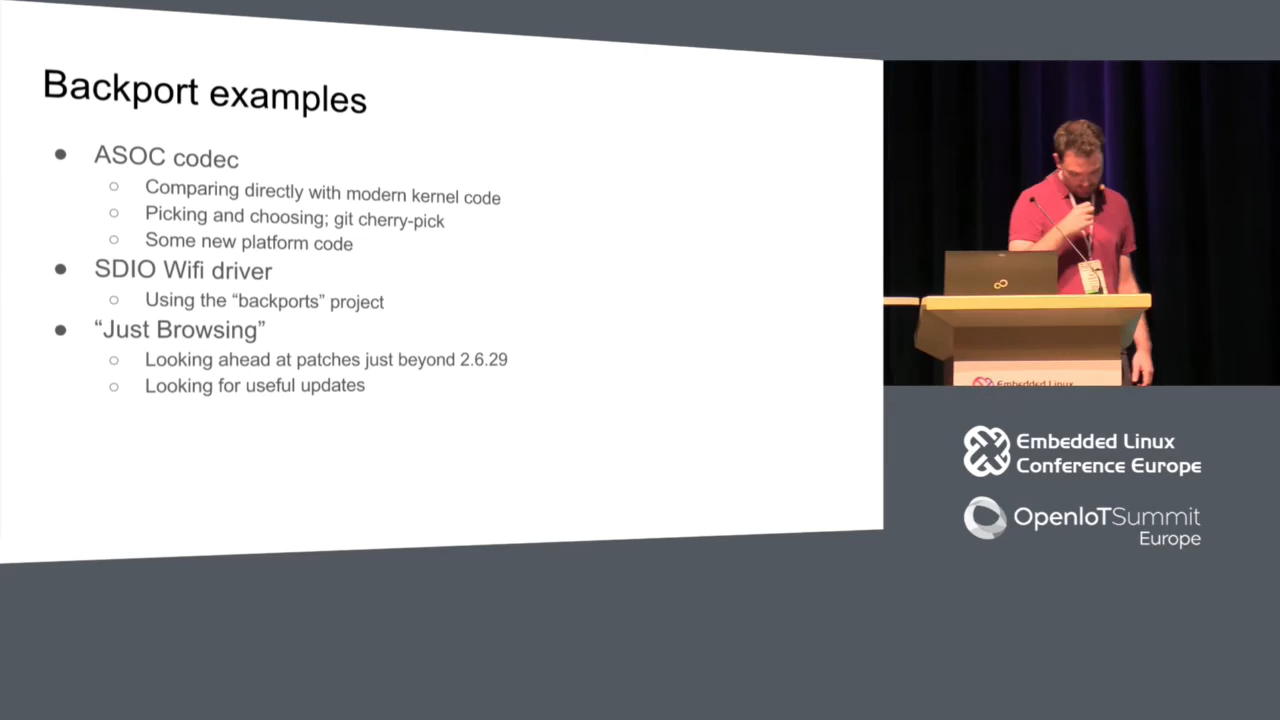 Backport examples
● ASOC codec
○ Comparing directly with modern kernel code
○ Picking and choosing; git cherry-pick
○ Some new platform code
● SDIO Wifi driver
○ Using the “backports” project
● “Just Browsing”
○ Looking ahead at patches just beyond 2.6.29
○ Looking for useful updates
Embedded Linux
Embedded Linux
Conference Europe
OpenIoTSummit
Europe